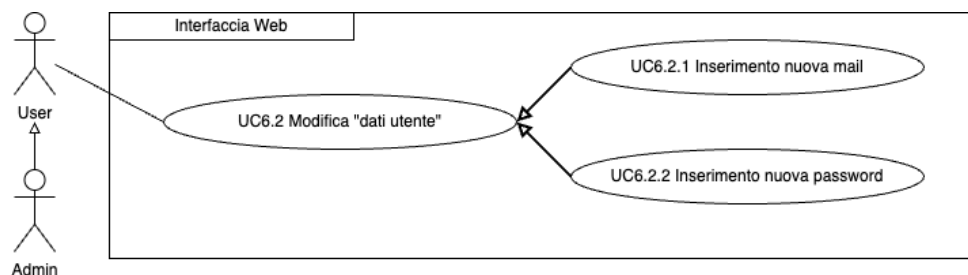 Interfaccia Web
UC6.2.1 Inserimento nuova mail
User
UC6.2 Modifica "dati utente"
UC6.2.2 Inserimento nuova password
Admin